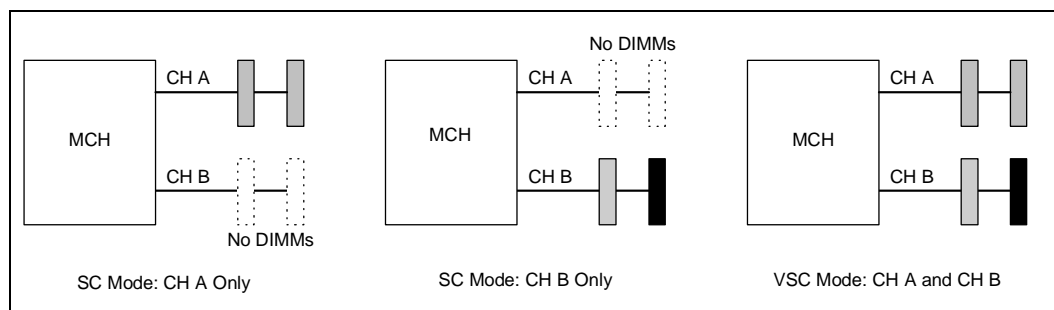 CH A
MCH
CH B
No DIMMs
SC Mode: CH A Only
No DIMMs
CH A
MCH
CH B
SC Mode: CH B Only
CH A
MCH
CH B
VSC Mode: CH A and CH B